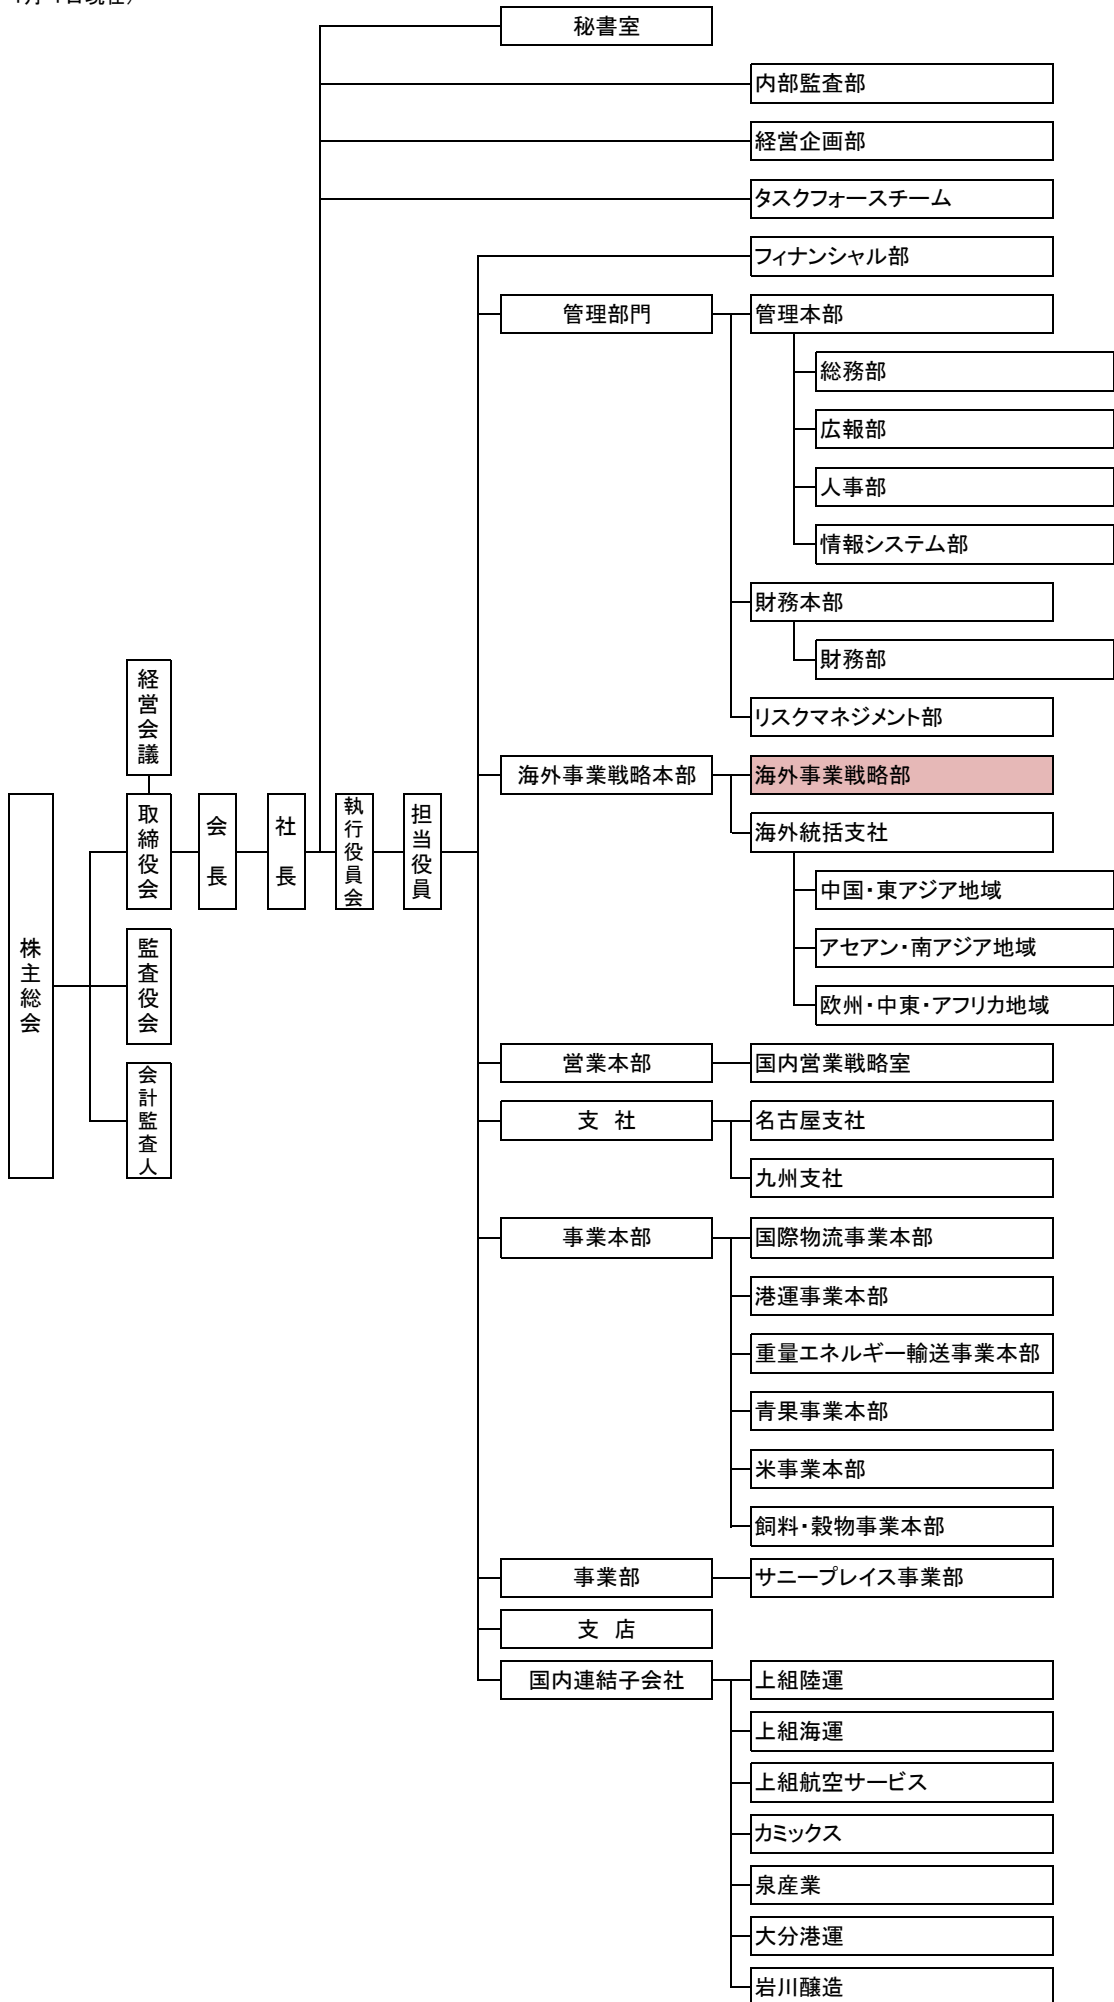 秘書室
内部監査部
経営企画部
タスクフォースチーム
フィナンシャル部
管理部門
管理本部
総務部
広報部
人事部
情報システム部
財務本部
財務部
リスクマネジメント部
経営会議
海外事業戦略本部
海外事業戦略部
株主総会
取締役会
会長
社長
執行役員会
担当役員
監査役会
会計監査人
海外統括支社
中国・東アジア地域
アセアン・南アジア地域
欧州・中東・アフリカ地域
営業本部
国内営業戦略室
支 社
名古屋支社
九州支社
事業本部
国際物流事業本部
港運事業本部
重量エネルギー輸送事業本部
青果事業本部
米事業本部
飼料・穀物事業本部
事業部
サニープレイス事業部
支 店
国内連結子会社
上組陸運
上組海運
上組航空サービス
カミックス
泉産業
大分港運
岩川醸造